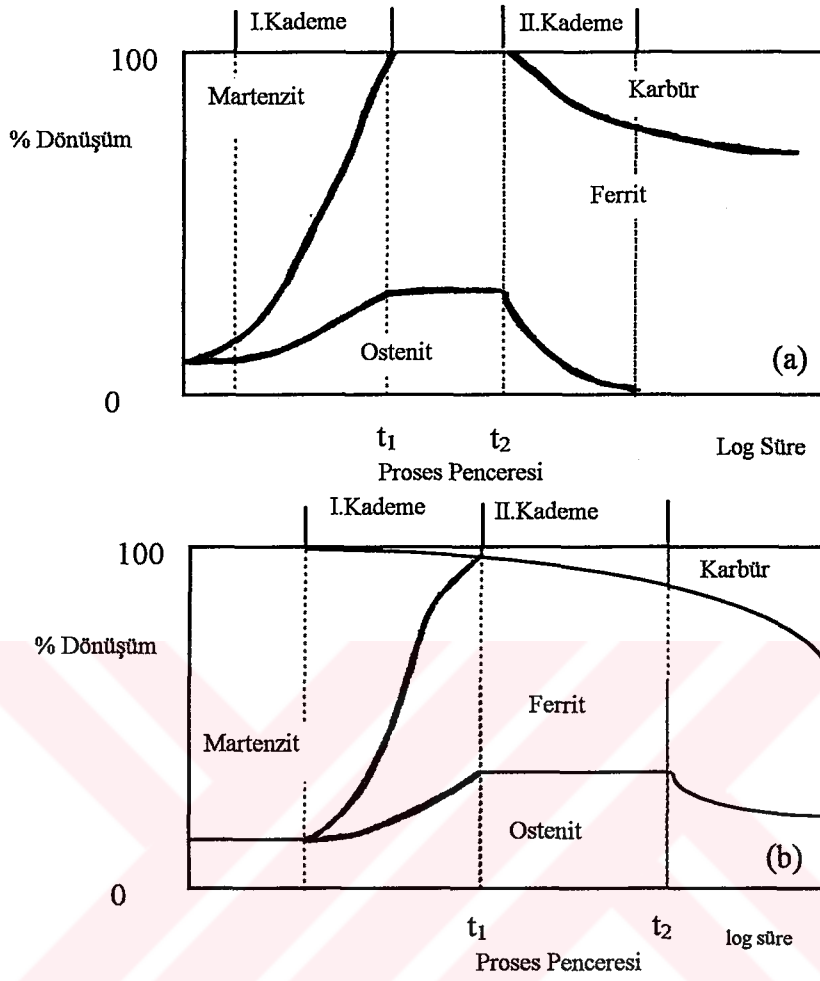 I.Kademe II.Kademe
100
Martenzit Karbür
% Dönüşüm
Ferrit
Ostenit (a)
0
t₁ t₂ Log Süre
Proses Penceresi
I.Kademe II.Kademe
100
Karbür
% Dönüşüm
Ferrit
Martenzit
Ostenit
(b)
0
t₁ t₂ log süre
Proses Penceresi